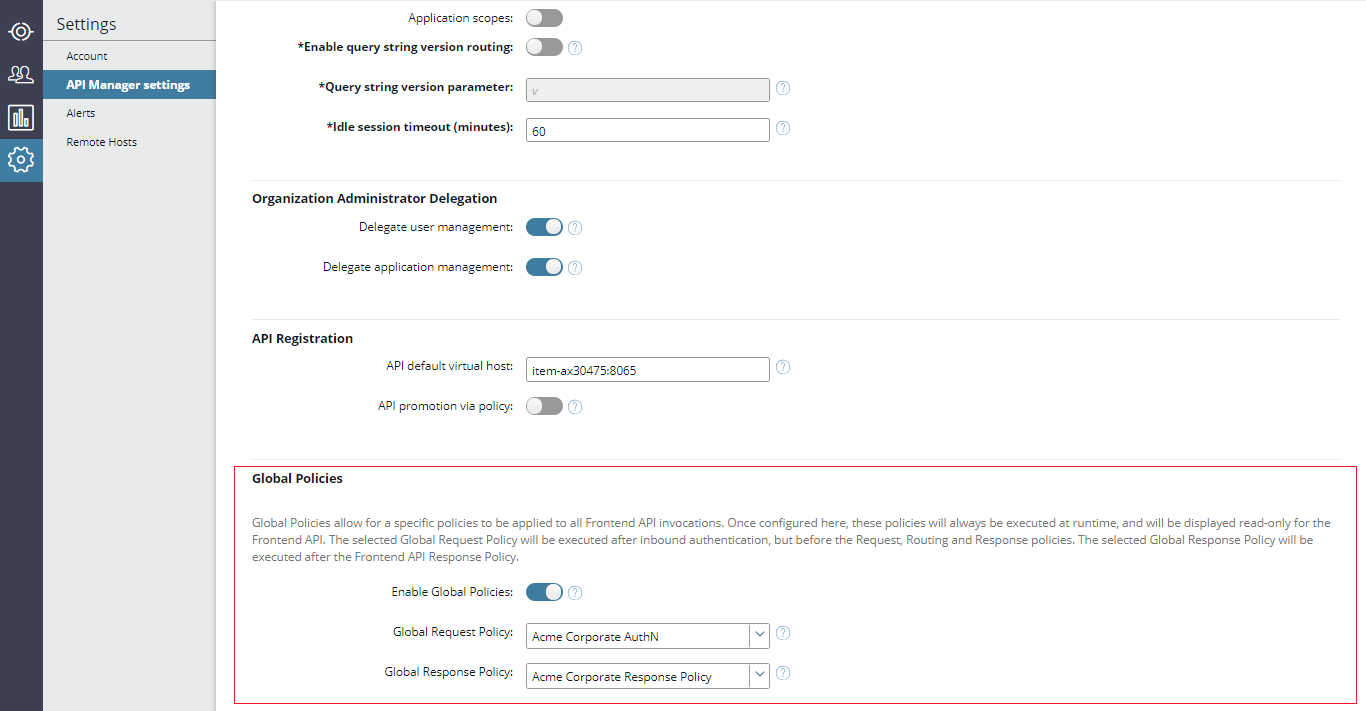 Settings
Account
API Manager settings
Alerts
Remote Hosts
Application scopes:
*Enable query string version routing: ?
*Query string version parameter: v ?
*Idle session timeout (minutes): 60 ?
Organization Administrator Delegation
Delegate user management: ?
Delegate application management: ?
API Registration
API default virtual host: item-ax30475:8065 ?
API promotion via policy: ?
Global Policies
Global Policies allow for a specific policies to be applied to all Frontend API invocations. Once configured here, these policies will always be executed at runtime, and will be displayed read-only for the
Frontend API. The selected Global Request Policy will be executed after inbound authentication, but before the Request, Routing and Response policies. The selected Global Response Policy will be
executed after the Frontend API Response Policy.
Enable Global Policies: ?
Global Request Policy: Acme Corporate AuthN ?
Global Response Policy: Acme Corporate Response Policy ?